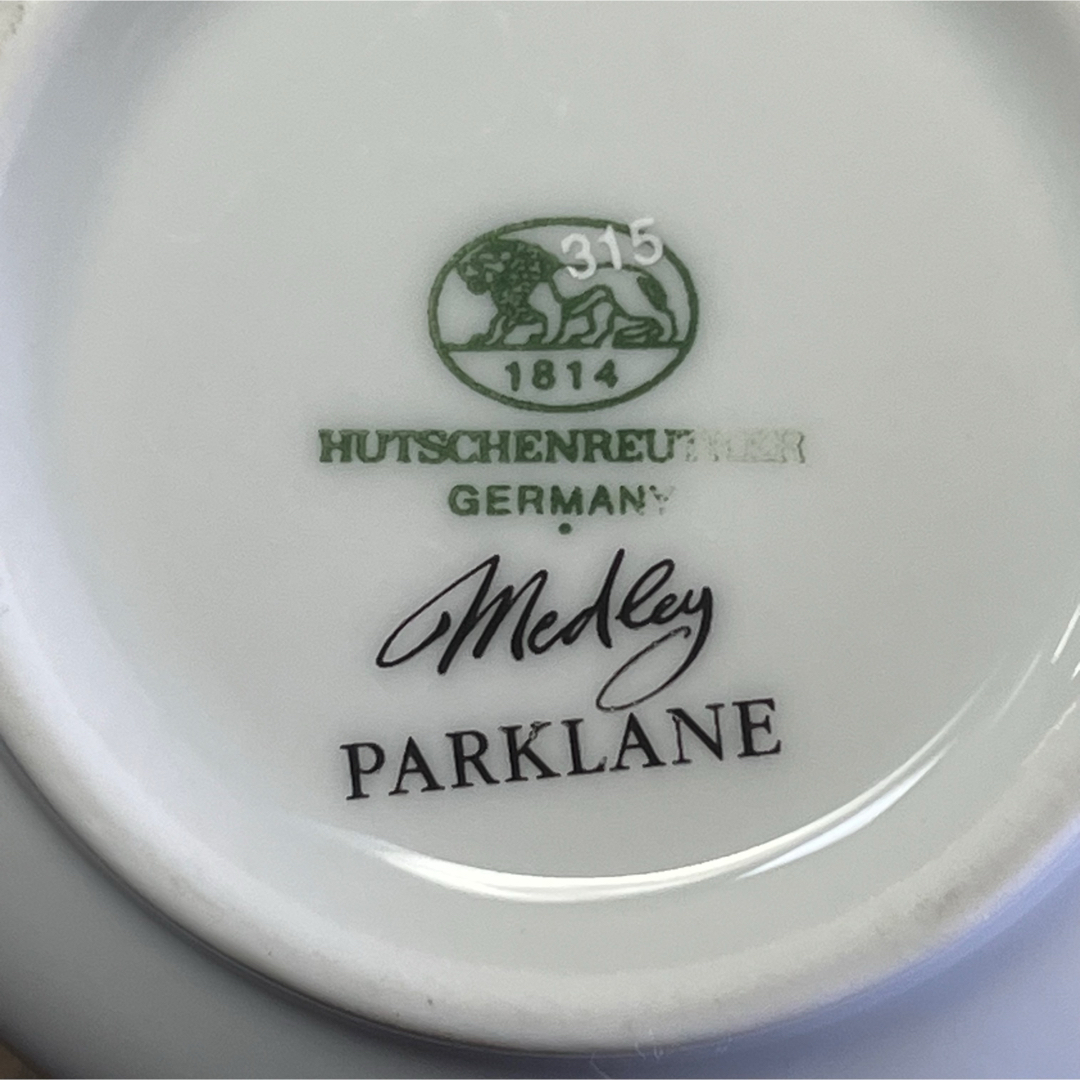 315
1814
HUTSCHENREUTHER
GERMANY
Medley
PARKLANE